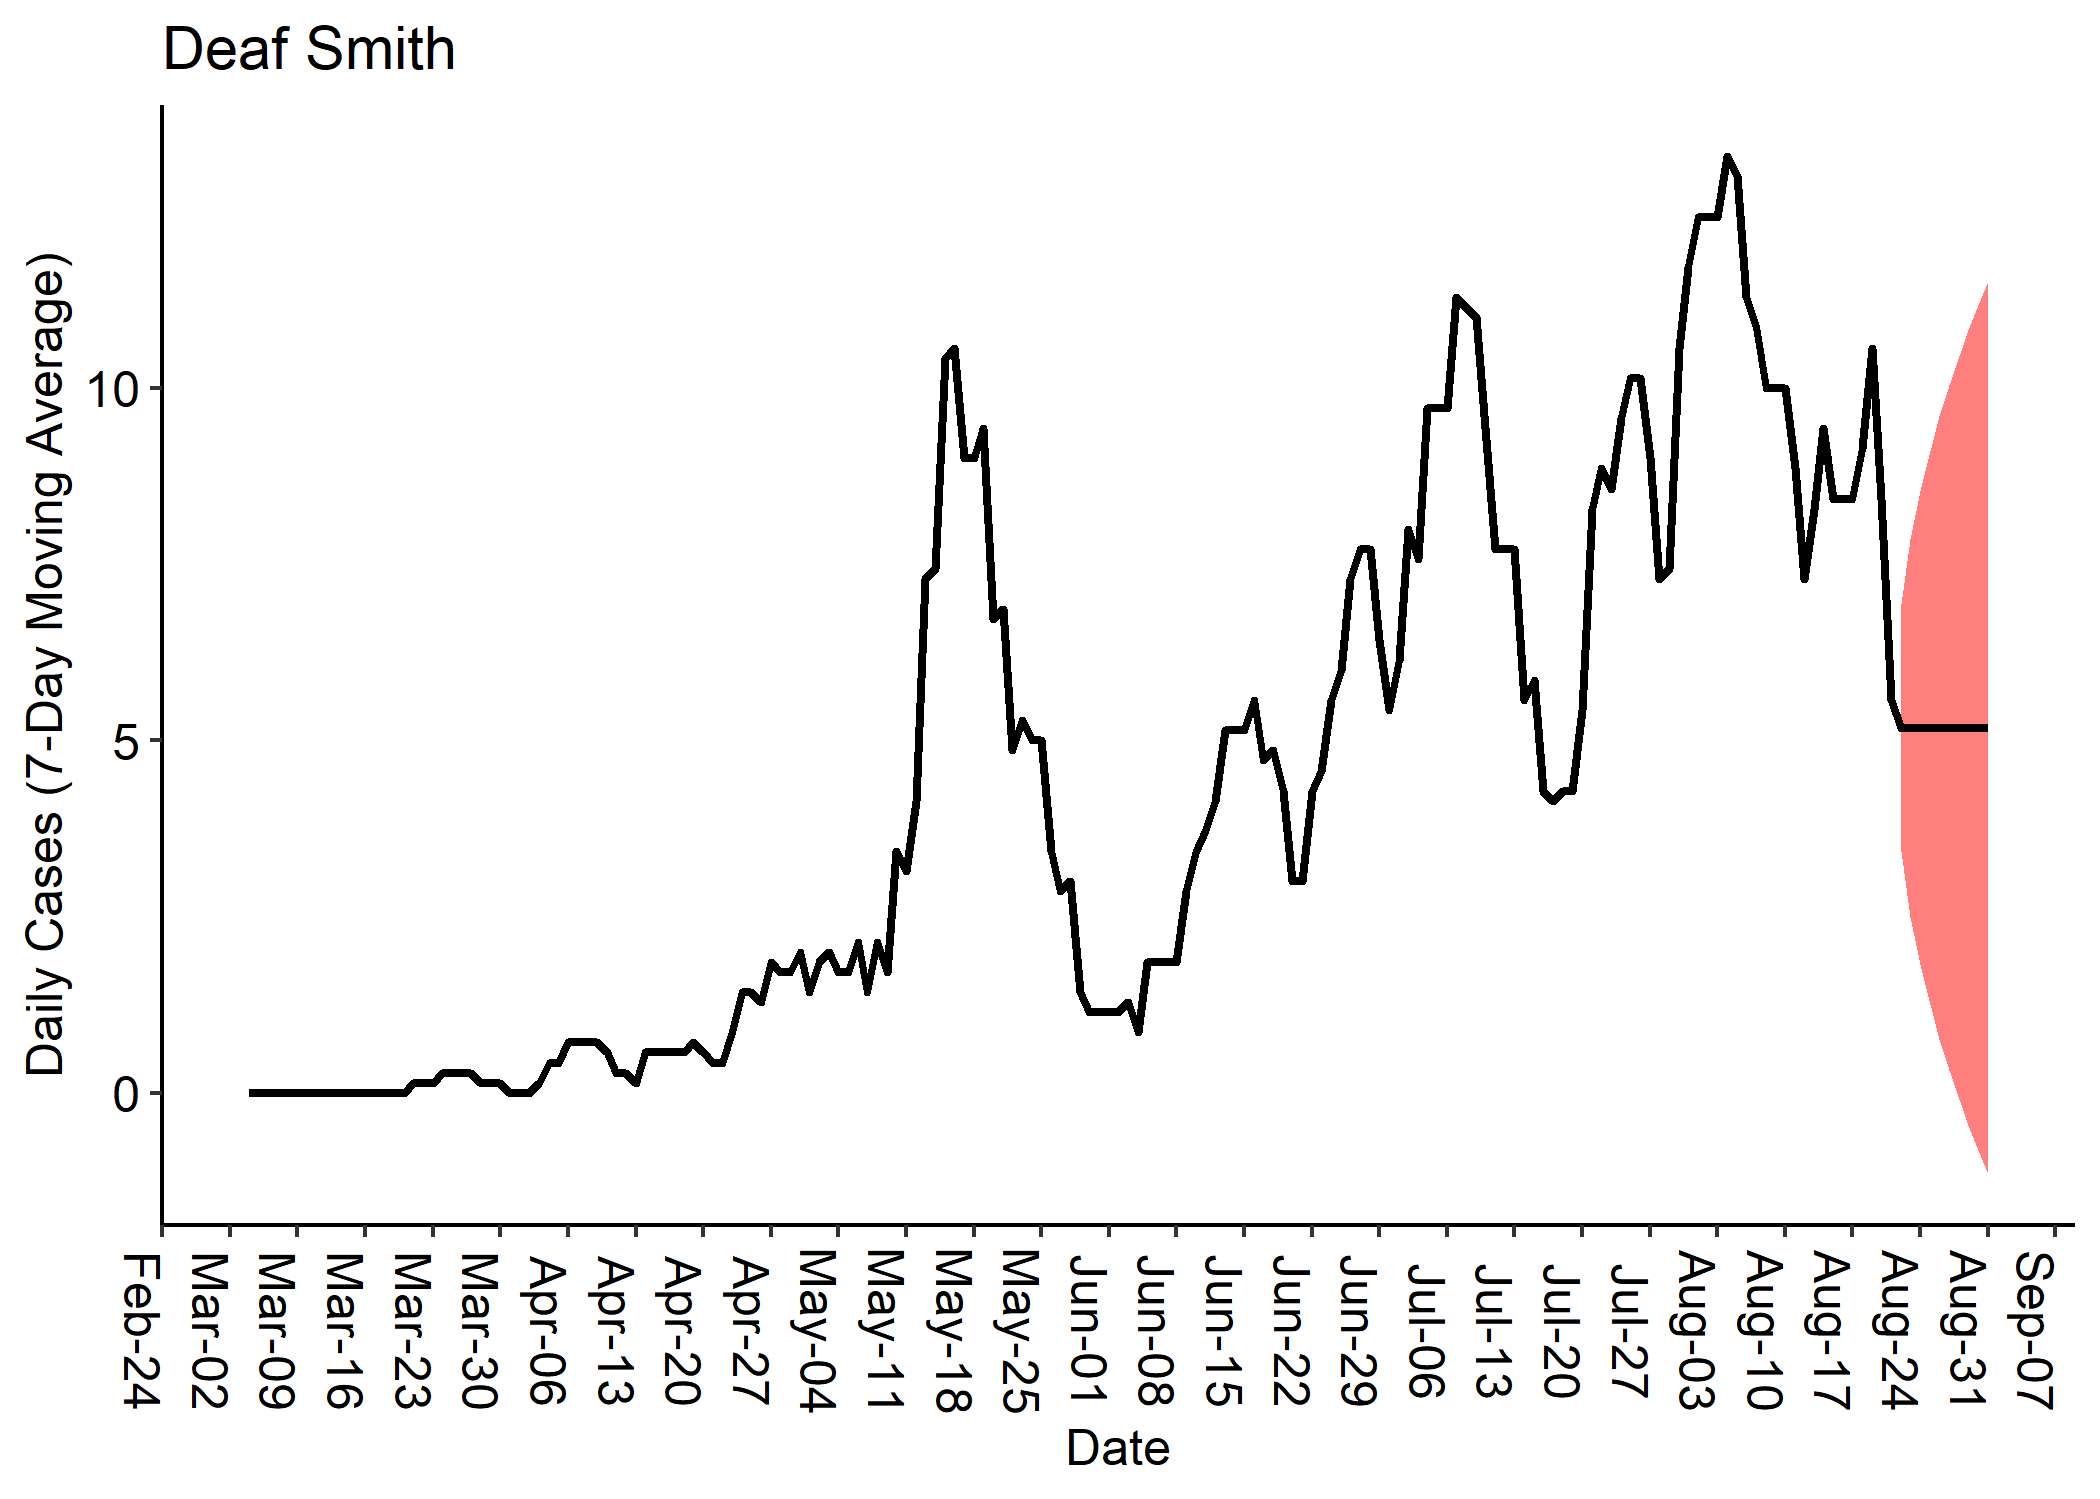 Deaf Smith
Daily Cases (7-Day Moving Average)
10
5
0
Feb-24
Mar-02
Mar-09
Mar-16
Mar-23
Mar-30
Apr-06
Apr-13
Apr-20
Apr-27
May-04
May-11
May-18
May-25
Jun-01
Jun-08
Jun-15
Jun-22
Jun-29
Jul-06
Jul-13
Jul-20
Jul-27
Aug-03
Aug-10
Aug-17
Aug-24
Aug-31
Sep-07
Date